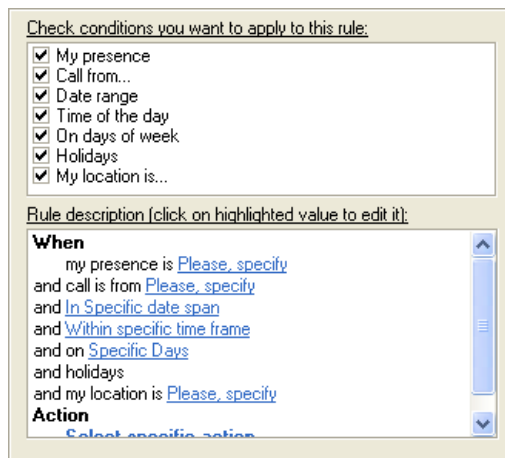 Check conditions you want to apply to this rule:
My presence
Call from...
Date range
Time of the day
On days of week
Holidays
My location is...
Rule description (click on highlighted value to edit it):
When
my presence is Please, specify
and call is from Please, specify
and In Specific date span
and Within specific time frame
and on Specific Days
and holidays
and my location is Please, specify
Action
Select specific action